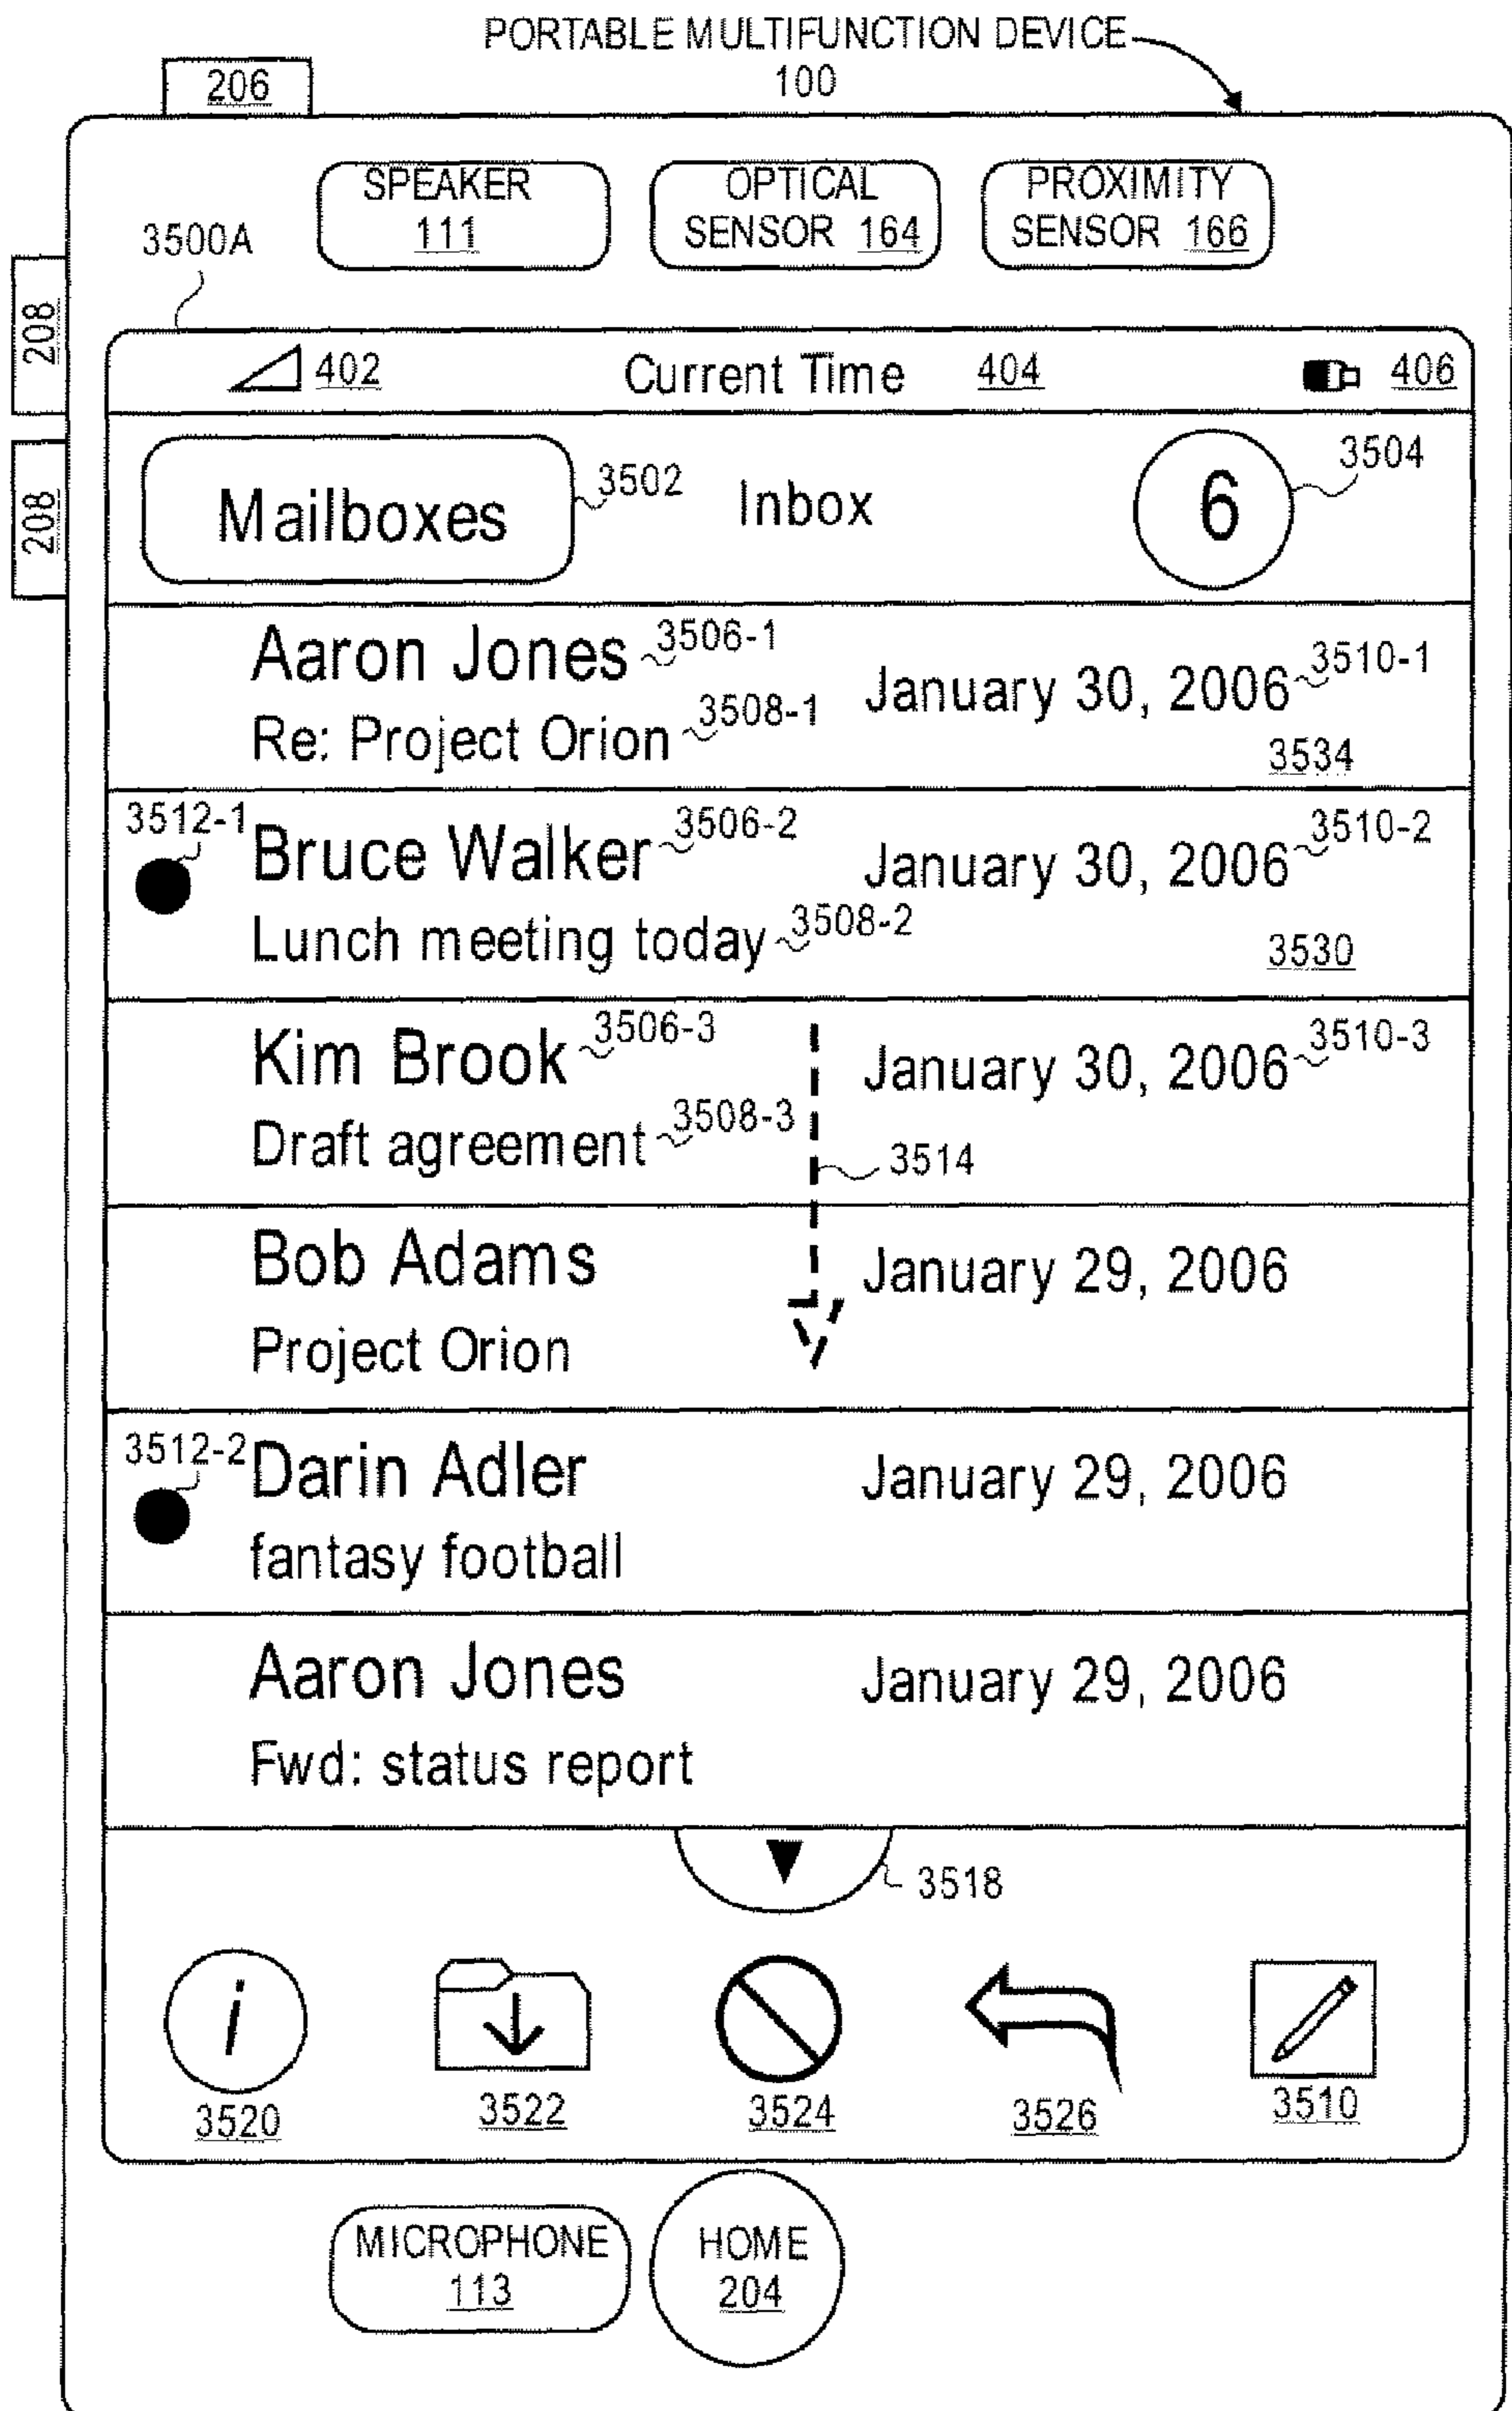 PORTABLE MULTIFUNCTION DEVICE
100
206
SPEAKER
111
OPTICAL
SENSOR 164
PROXIMITY
SENSOR 166
3500A
208
208
402 Current Time 404 406
Mailboxes 3502 Inbox 6 3504
Aaron Jones 3506-1
January 30, 2006 3510-1
Re: Project Orion 3508-1
3534
3512-1
Bruce Walker 3506-2
January 30, 2006 3510-2
Lunch meeting today 3508-2
3530
Kim Brook 3506-3
January 30, 2006 3510-3
Draft agreement 3508-3
3514
Bob Adams
January 29, 2006
Project Orion
3512-2
Darin Adler
January 29, 2006
fantasy football
Aaron Jones
January 29, 2006
Fwd: status report
3518
i
3520 3522 3524 3526 3510
MICROPHONE
113
HOME
204